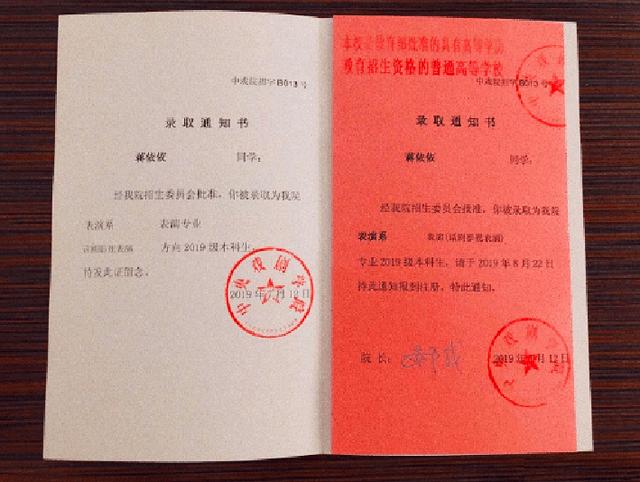 中戏院招字B013号
录取通知书
蒋依依 同学:
经我院招生委员会批准,你被录取为我院
表演系 表演专业
方向2019级本科生。
特发此证留念。
中央戏剧学院
2019年7月12日
本校是教育部批准的具有高等学历
教育招生资格的普通高等学校
中戏院招字B013号
录取通知书
蒋依依 同学:
经我院招生委员会批准,你被录取为我院
表演系 表演(话剧影视表演)
专业2019级本科生,请于2019年8月22日
持此通知报到注册,特此通知。
院长:
2019年7月12日